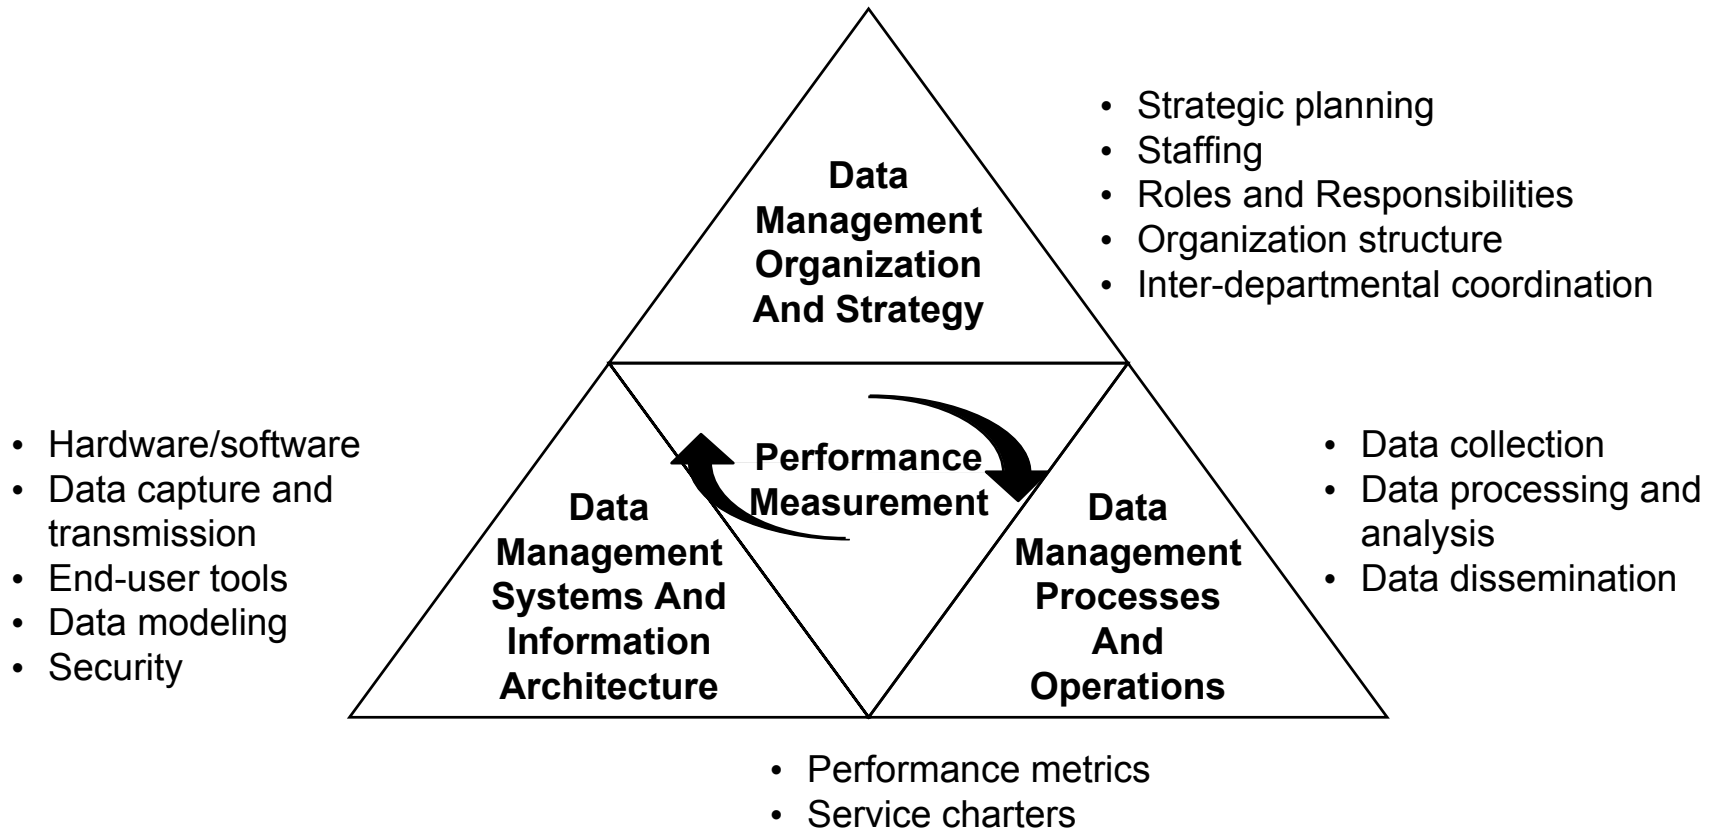 Data
Management
Organization
And Strategy
• Strategic planning
• Staffing
• Roles and Responsibilities
• Organization structure
• Inter-departmental coordination
• Hardware/software
• Data capture and
transmission
• End-user tools
• Data modeling
• Security
Data
Management
Systems And
Information
Architecture
Performance
Measurement
Data
Management
Processes
And
Operations
• Data collection
• Data processing and
analysis
• Data dissemination
• Performance metrics
• Service charters